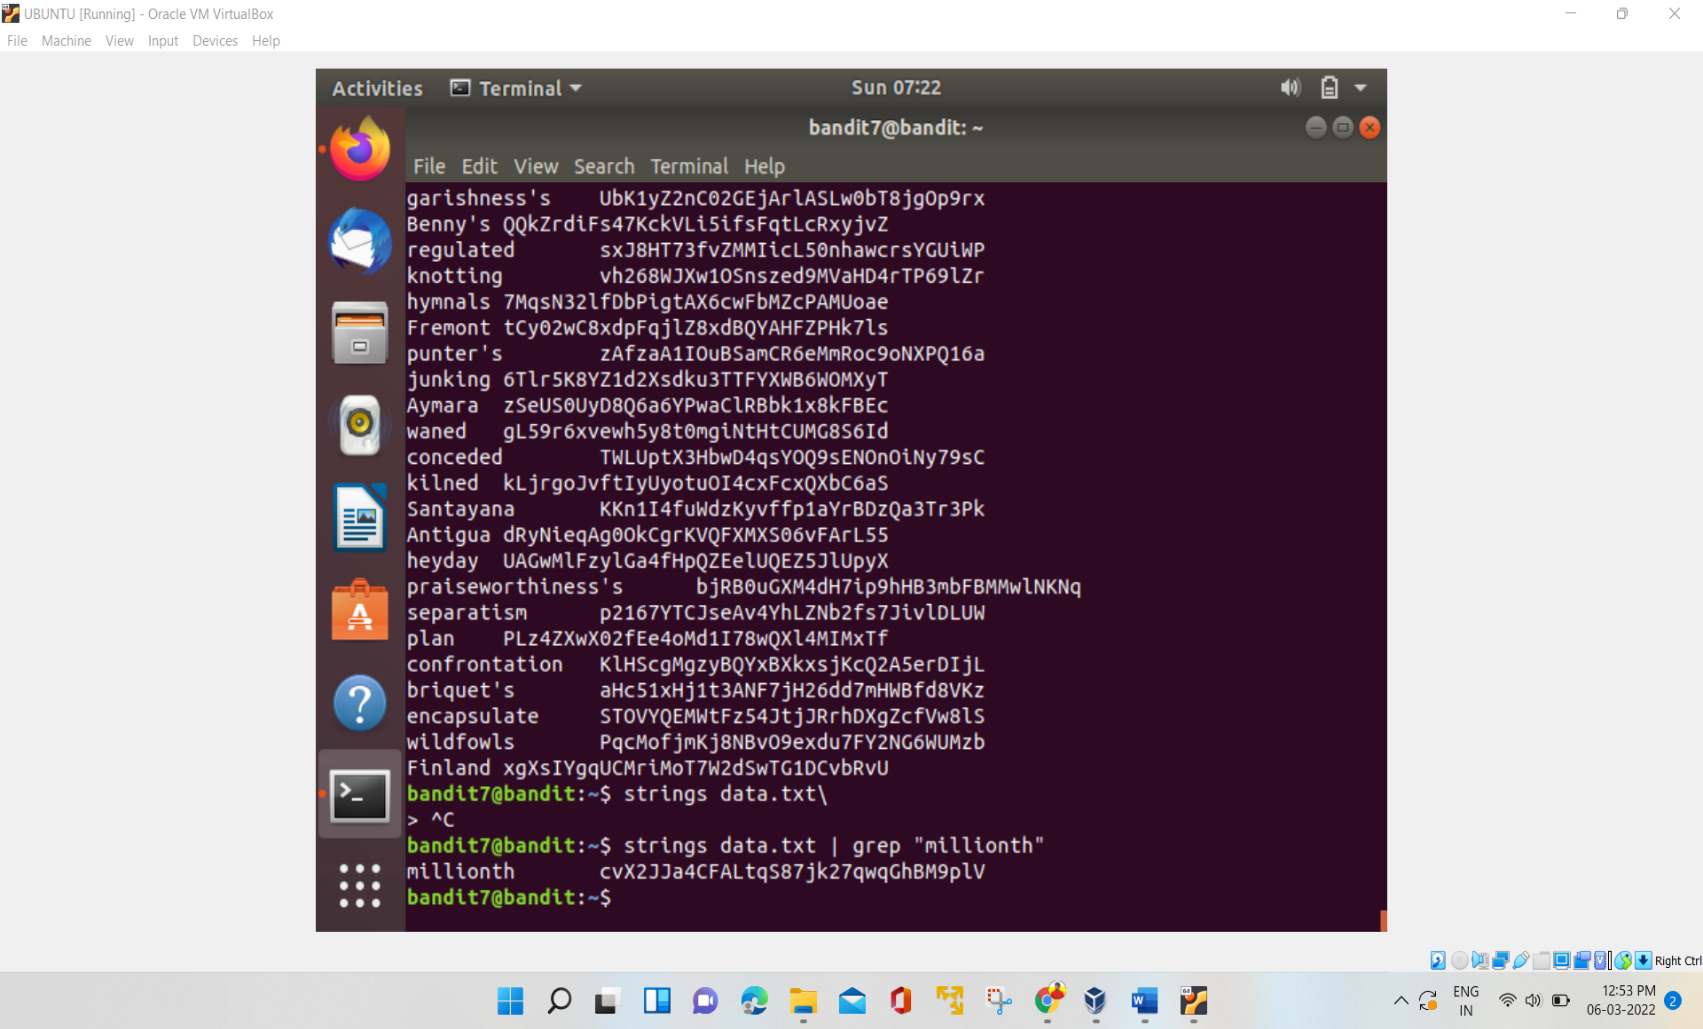 UBUNTU [Running] - Oracle VM VirtualBox
File Machine View Input Devices Help
Activities Terminal Sun 07:22
bandit7@bandit: ~
File Edit View Search Terminal Help
garishness's UbK1yZ2nC02GEjArlASLw0bT8jgOp9rx
Benny's QQkZrdiFs47KckVLi5ifsFqtLcRxyjvZ
regulated sxJ8HT73fvZMMIicL50nhawcrsYGUiWP
knotting vh268WJXw1OSnszed9MVaHD4rTP69lZr
hymnals 7MqsN32lfDbPigtAX6cwFbMZcPAMUoae
Fremont tCy02wC8xdpFqjlZ8xdBQYAHFZPHk7ls
punter's zAfzaA1IOuBSamCR6eMmRoc9oNXPQ16a
junking 6Tlr5K8YZ1d2Xsdku3TTFYXWB6WOMXyT
Aymara zSeUS0UyD8Q6a6YPwaClRBbk1x8kFBEc
waned gL59r6xvewh5y8t0mgiNtHtCUMG8S6Id
conceded TWLUptX3HbwD4qsYOQ9sENOnOiNy79sC
kilned kLjrgoJvftIyUyotuOI4cxFcxQXbC6aS
Santayana KKn1I4fuWdzKyvffp1aYrBDzQa3Tr3Pk
Antigua dRyNieqAg0OkCgrKVQFXMXS06vFArL55
heyday UAGwMlFzylGa4fHpQZEelUQEZ5JlUpyX
praiseworthiness's bjRB0uGXM4dH7ip9hHB3mbFBMMwlNKNq
separatism p2167YTCJseAv4YhLZNb2fs7JivlDLUW
plan PLz4ZXwX02fEe4oMd1I78wQXl4MIMxTf
confrontation KlHScgMgzyBQYxBXkxsjKcQ2A5erDIjL
briquet's aHc51xHj1t3ANF7jH26dd7mHWBfd8VKz
encapsulate STOVYQEMWtFz54JtjJRrhDXgZcfVw8lS
wildfowls PqcMofjmKj8NBvO9exdu7FY2NG6WUMzb
Finland xgXsIYgqUCMriMoT7W2dSwTG1DCvbRvU
bandit7@bandit:~$ strings data.txt\
> ^C
bandit7@bandit:~$ strings data.txt | grep "millionth"
millionth cvX2JJa4CFALtqS87jk27qwqGhBM9plV
bandit7@bandit:~$
Right Ctrl
ENG
IN
12:53 PM
06-03-2022
2